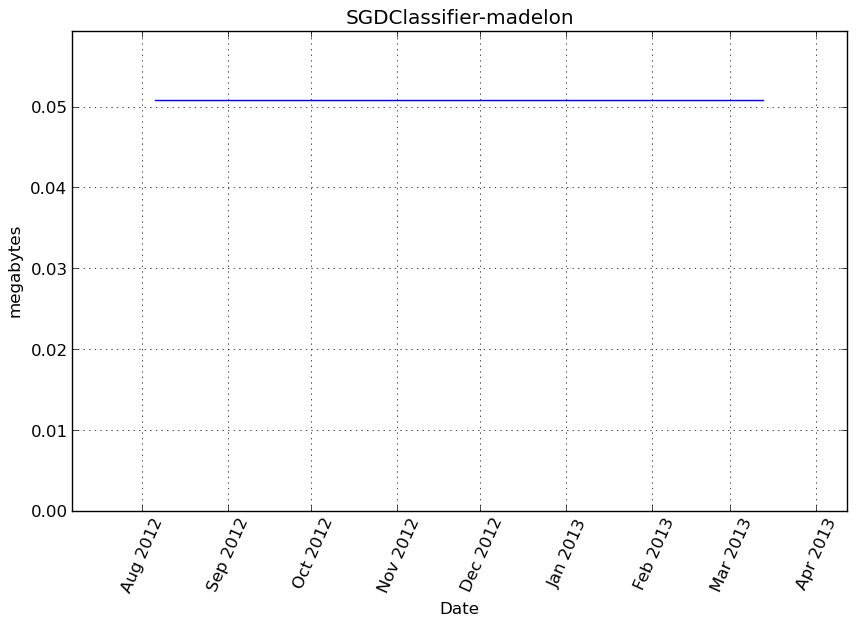 SGDClassifier-madelon
megabytes
0.05
0.04
0.03
0.02
0.01
0.00
Aug 2012
Sep 2012
Oct 2012
Nov 2012
Dec 2012
Jan 2013
Feb 2013
Mar 2013
Apr 2013
Date